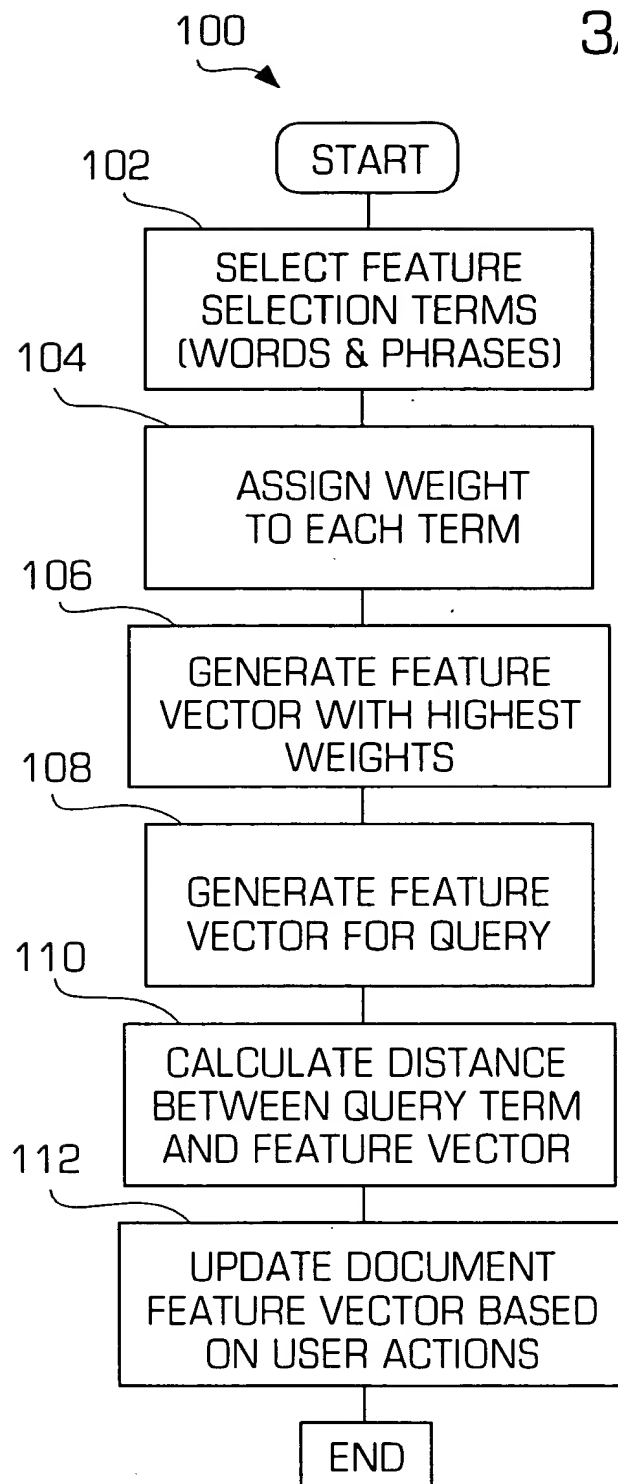 100
3/
START
102
SELECT FEATURE
SELECTION TERMS
(WORDS & PHRASES)
104
ASSIGN WEIGHT
TO EACH TERM
106
GENERATE FEATURE
VECTOR WITH HIGHEST
WEIGHTS
108
GENERATE FEATURE
VECTOR FOR QUERY
110
CALCULATE DISTANCE
BETWEEN QUERY TERM
AND FEATURE VECTOR
112
UPDATE DOCUMENT
FEATURE VECTOR BASED
ON USER ACTIONS
END